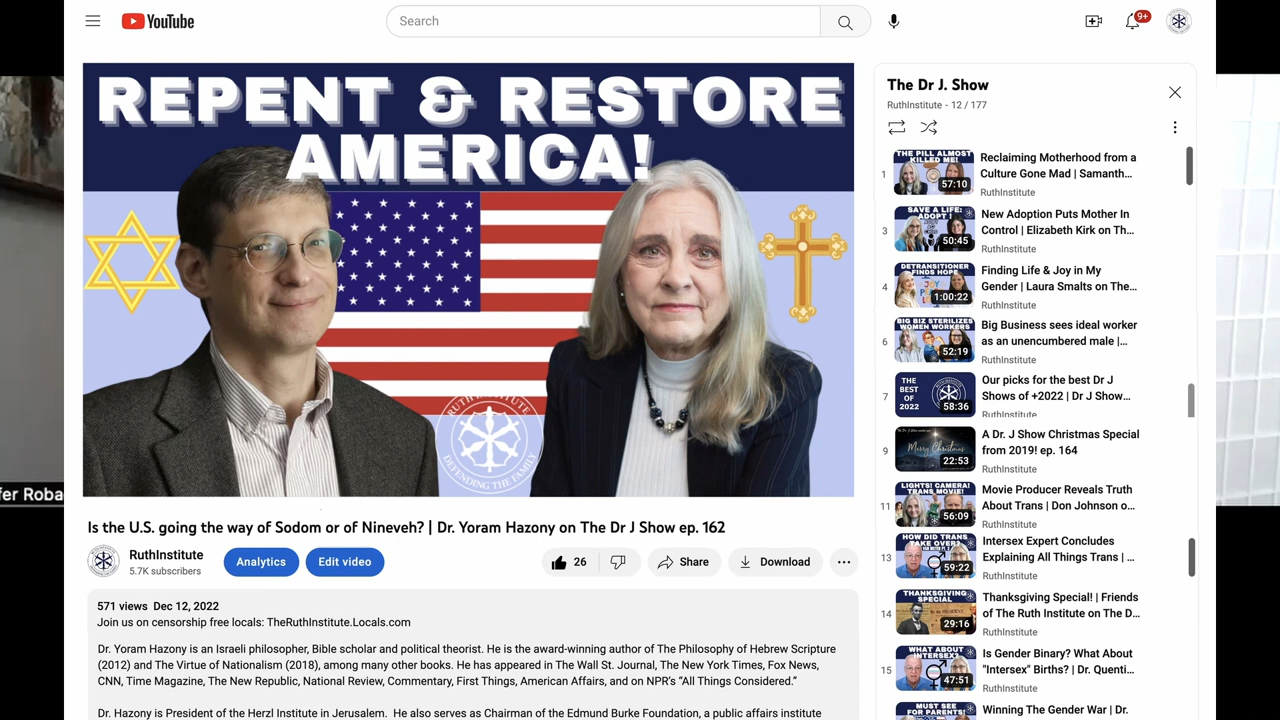 YouTube
Search
9+
REPENT & RESTORE
AMERICA!
RUTH INSTITUTE
DEFENDING THE FAMILY
fer Roba
Is the U.S. going the way of Sodom or of Nineveh? | Dr. Yoram Hazony on The Dr J Show ep. 162
RuthInstitute
5.7K subscribers
Analytics
Edit video
26
Share
Download
571 views Dec 12, 2022
Join us on censorship free locals: TheRuthInstitute.Locals.com
Dr. Yoram Hazony is an Israeli philosopher, Bible scholar and political theorist. He is the award-winning author of The Philosophy of Hebrew Scripture
(2012) and The Virtue of Nationalism (2018), among many other books. He has appeared in The Wall St. Journal, The New York Times, Fox News,
CNN, Time Magazine, The New Republic, National Review, Commentary, First Things, American Affairs, and on NPR's “All Things Considered.”
Dr. Hazony is President of the Herzl Institute in Jerusalem. He also serves as Chairman of the Edmund Burke Foundation, a public affairs institute
The Dr J. Show
RuthInstitute - 12 / 177
1
THE PILL ALMOST
KILLED ME!
57:10
Reclaiming Motherhood from a
Culture Gone Mad | Samanth...
RuthInstitute
3
SAVE A LIFE:
ADOPT!
50:45
New Adoption Puts Mother In
Control | Elizabeth Kirk on Th...
RuthInstitute
4
DETRANSITIONER
FINDS HOPE
1:00:22
Finding Life & Joy in My
Gender | Laura Smalts on The...
RuthInstitute
6
BIG BIZ STERILIZES
WOMEN WORKERS
52:19
Big Business sees ideal worker
as an unencumbered male |...
RuthInstitute
7
THE
BEST
OF
2022
58:36
Our picks for the best Dr J
Shows of +2022 | Dr J Show...
RuthInstitute
9
Merry Christmas
22:53
A Dr. J Show Christmas Special
from 2019! ep. 164
RuthInstitute
11
LIGHTS! CAMERA!
TRANS MOVIE!
56:09
Movie Producer Reveals Truth
About Trans | Don Johnson o...
RuthInstitute
13
HOW DID TRANS
TAKE OVER?
59:22
Intersex Expert Concludes
Explaining All Things Trans | ...
RuthInstitute
14
THANKSGIVING
SPECIAL!
29:16
Thanksgiving Special! | Friends
of The Ruth Institute on The D...
RuthInstitute
15
WHAT ABOUT
INTERSEX?
47:51
Is Gender Binary? What About
"Intersex" Births? | Dr. Quenti...
RuthInstitute
MUST SEE
FOR PARENTS!
Winning The Gender War | Dr.